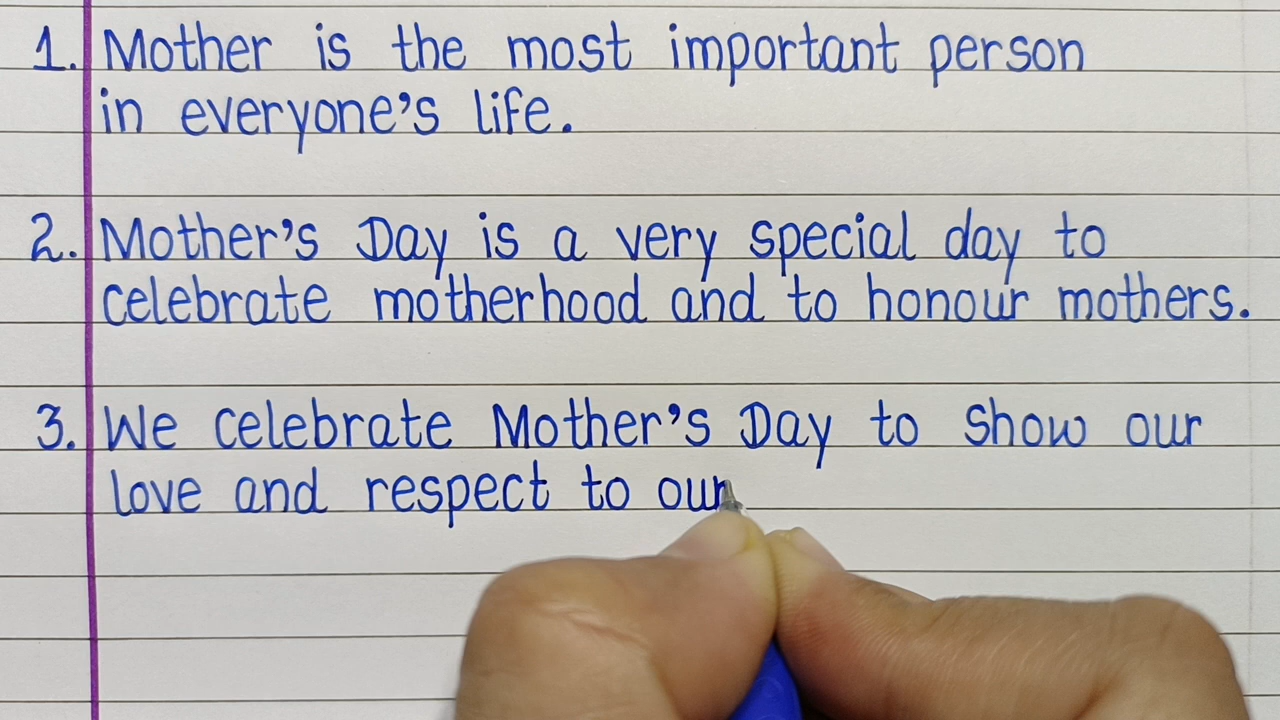 1. Mother is the most important person
in everyone's life.
2. Mother's Day is a very special day to
celebrate motherhood and to honour mothers.
3. We celebrate Mother's Day to show our
love and respect to our